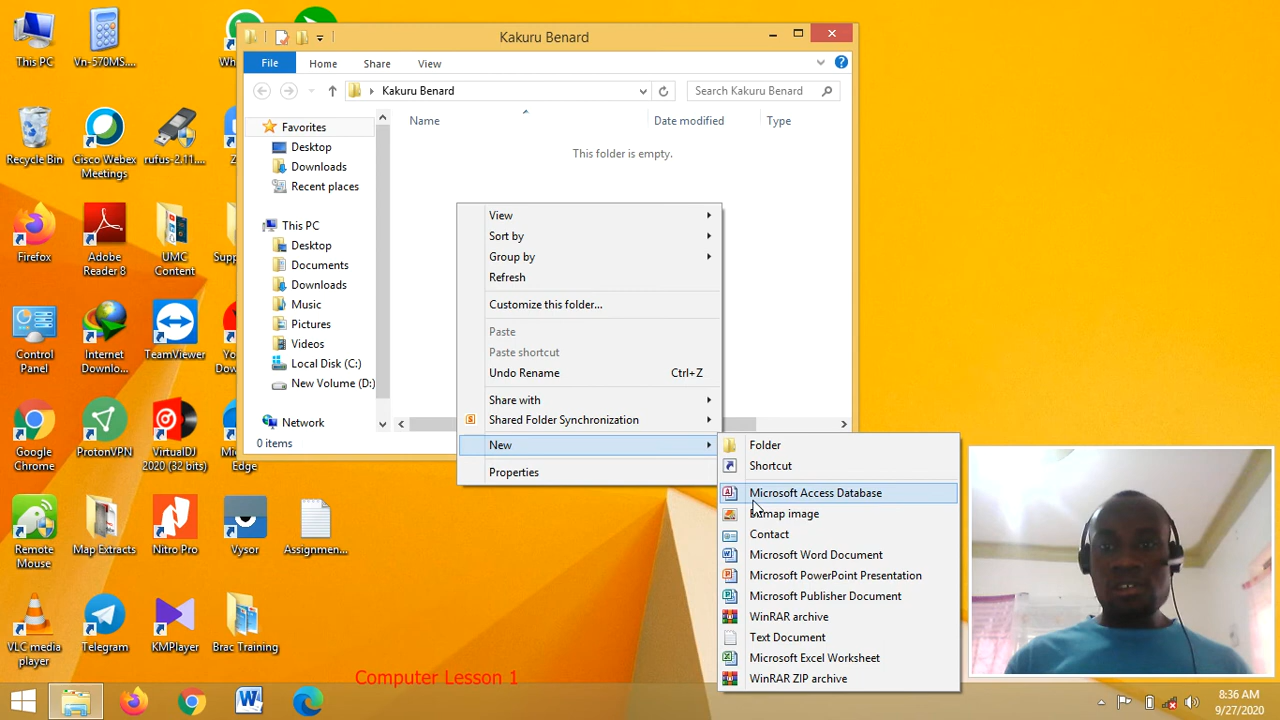 This PC
Vn-570MS....
Recycle Bin
Cisco Webex
Meetings
rufus-2.11....
Firefox
Adobe
Reader 8
UMC
Content
Control
Panel
Internet
Downlo...
TeamViewer
Google
Chrome
ProtonVPN
VirtualDJ
2020 (32 bits)
Edge
Remote
Mouse
Map Extracts
Nitro Pro
Vysor
Assignmen...
VLC media
player
Telegram
KMPlayer
Brac Training
Kakuru Benard
File
Home
Share
View
Kakuru Benard
Search Kakuru Benard
Name
Date modified
Type
This folder is empty.
Favorites
Desktop
Downloads
Recent places
This PC
Desktop
Documents
Downloads
Music
Pictures
Videos
Local Disk (C:)
New Volume (D:)
Network
0 items
View
Sort by
Group by
Refresh
Customize this folder...
Paste
Paste shortcut
Undo Rename Ctrl+Z
Share with
Shared Folder Synchronization
New
Properties
Folder
Shortcut
Microsoft Access Database
Bitmap image
Contact
Microsoft Word Document
Microsoft PowerPoint Presentation
Microsoft Publisher Document
WinRAR archive
Text Document
Microsoft Excel Worksheet
WinRAR ZIP archive
Computer Lesson 1
8:36 AM
9/27/2020